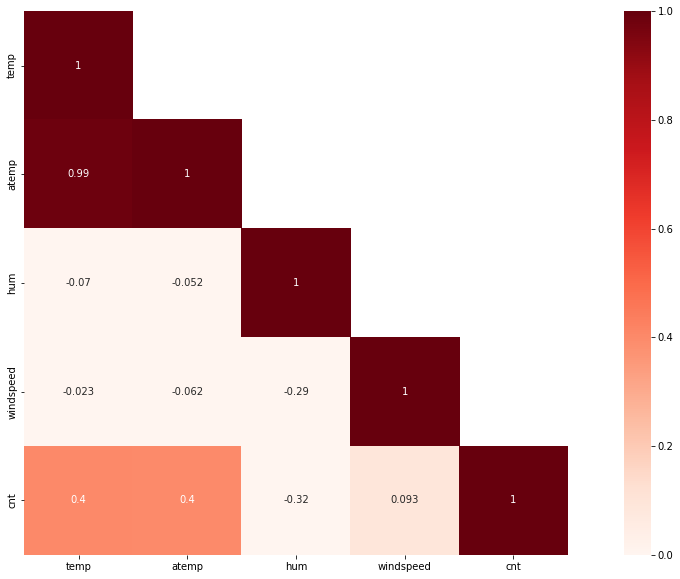 temp
1
atemp
0.99 1
hum
-0.07 -0.052 1
windspeed
-0.023 -0.062 -0.29 1
cnt
0.4 0.4 -0.32 0.093 1
temp atemp hum windspeed cnt
1.0
0.8
0.6
0.4
0.2
0.0